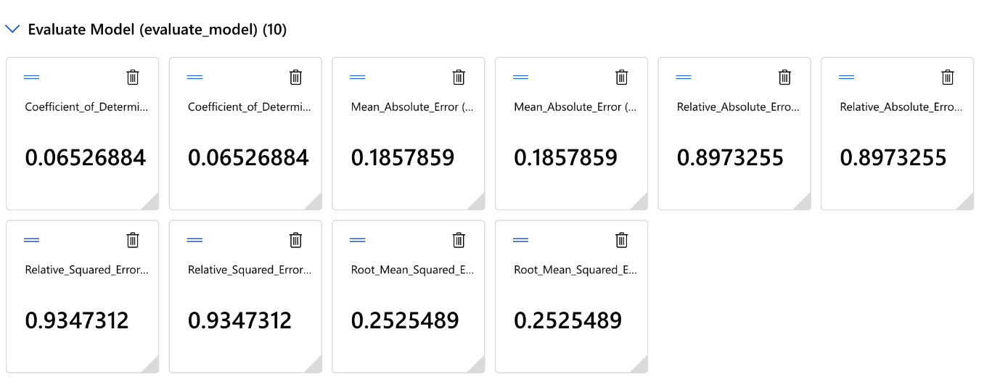 Evaluate Model (evaluate_model) (10)
Coefficient_of_Determi...
Coefficient_of_Determi...
Mean_Absolute_Error (...
Mean_Absolute_Error (...
Relative_Absolute_Erro...
Relative_Absolute_Erro...
0.06526884
0.06526884
0.1857859
0.1857859
0.8973255
0.8973255
Relative_Squared_Error...
Relative_Squared_Error...
Root_Mean_Squared_E...
Root_Mean_Squared_E...
0.9347312
0.9347312
0.2525489
0.2525489